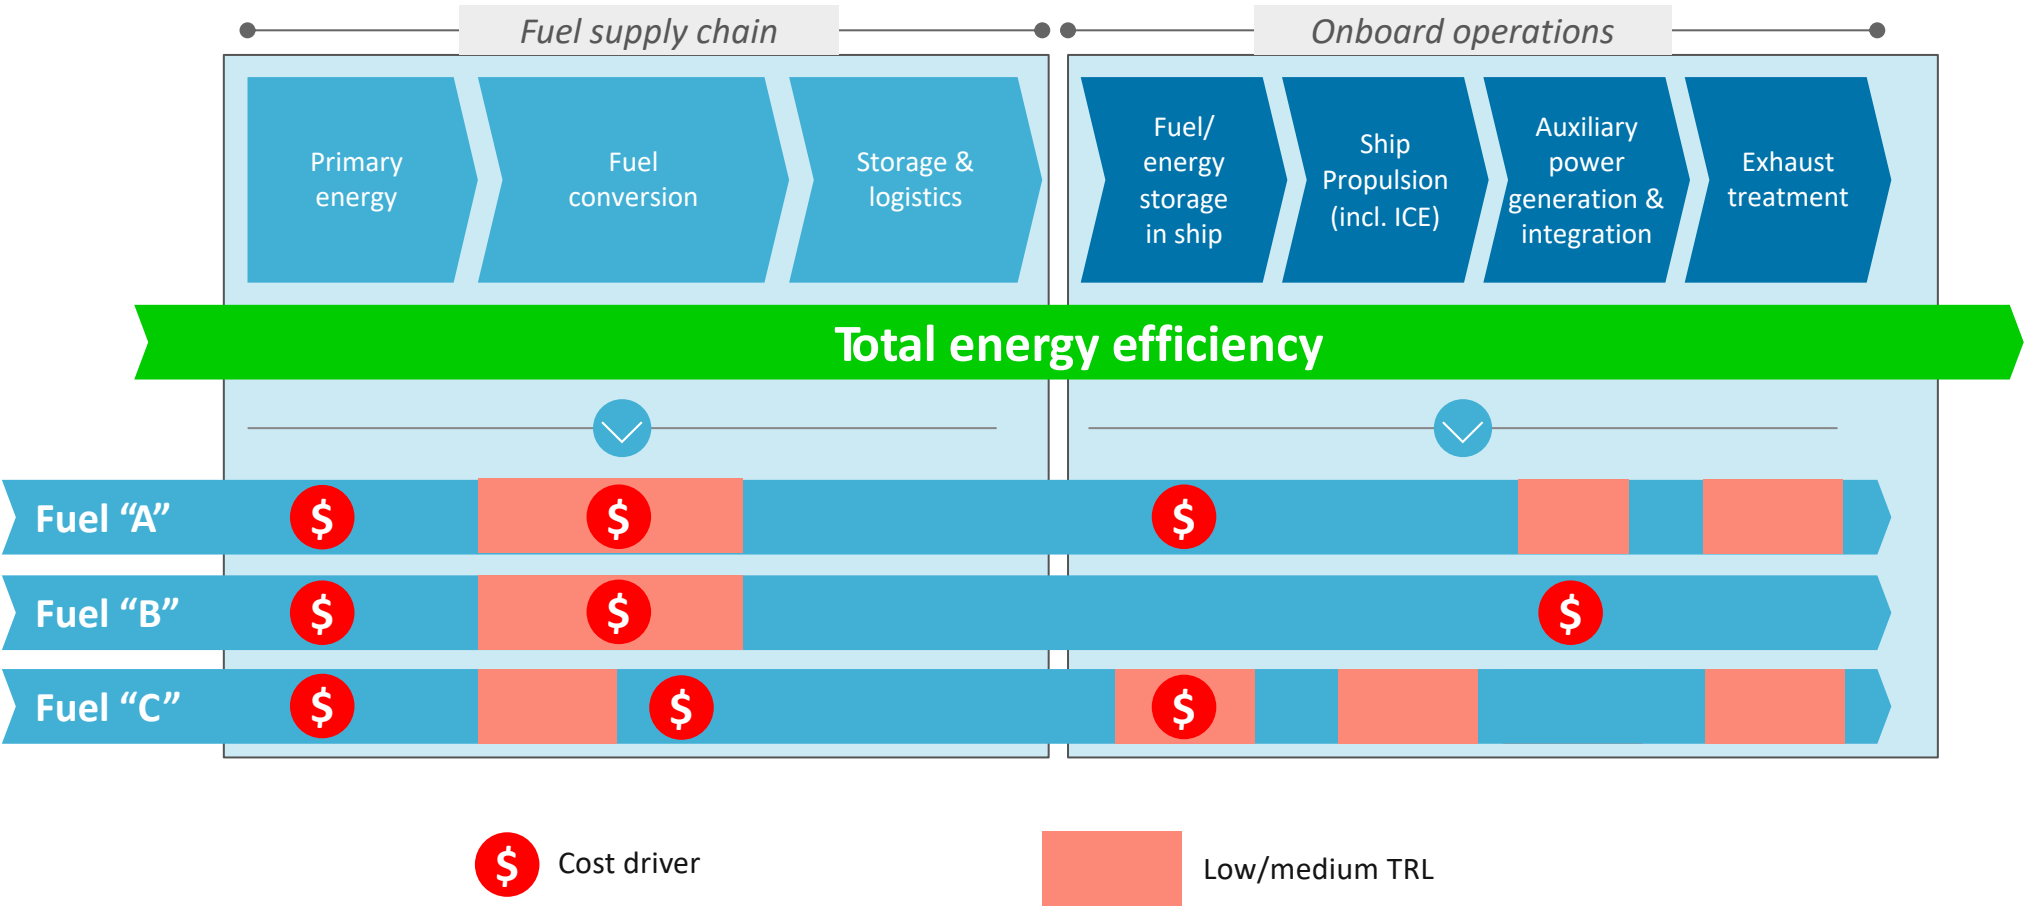 Fuel supply chain
Onboard operations
Primary
energy
Fuel
conversion
Storage &
logistics
Fuel/
energy
storage
in ship
Ship
Propulsion
(incl. ICE)
Auxiliary
power
generation &
integration
Exhaust
treatment
Total energy efficiency
Fuel “A”
$
$
$
Fuel “B”
$
$
$
Fuel “C”
$
$
$
$
Cost driver
Low/medium TRL